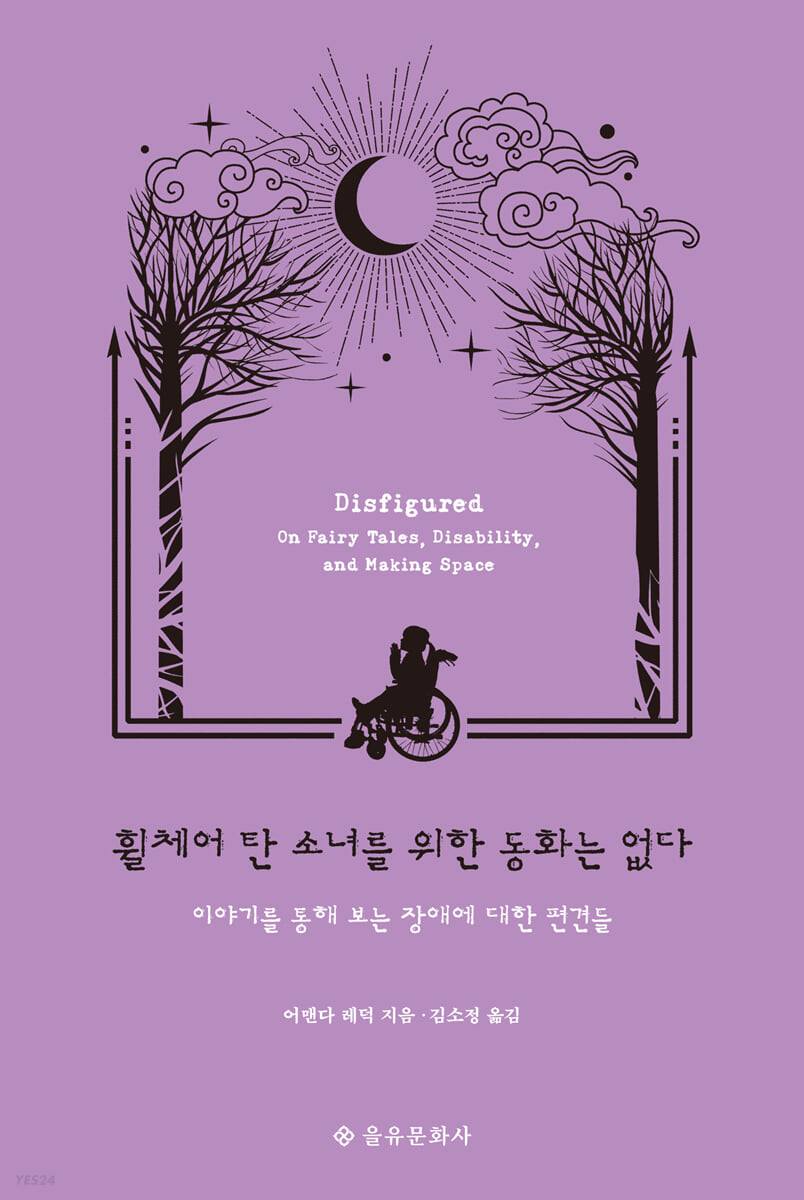 Disfigured
On Fairy Tales, Disability,
and Making Space
휠체어 탄 소녀를 위한 동화는 없다
이야기를 통해 보는 장애에 대한 편견들
어맨다 레덕 지음 · 김소정 옮김
을유문화사
YES24